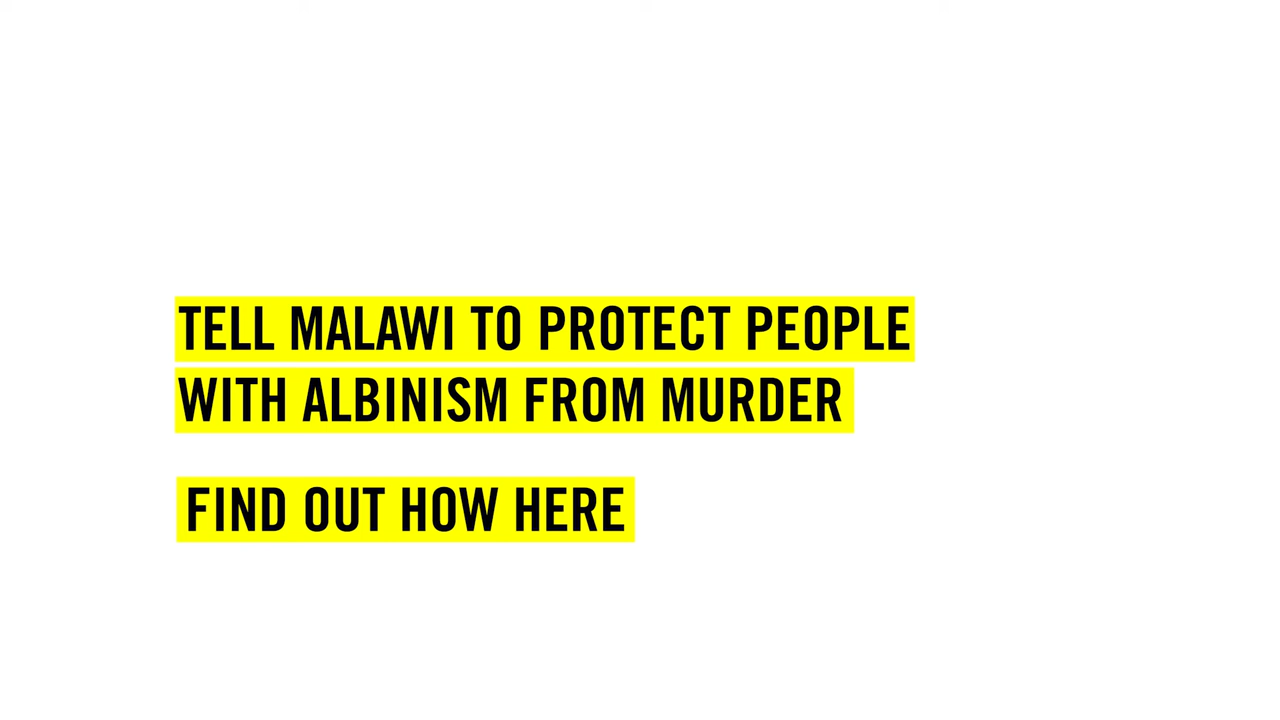 TELL MALAWI TO PROTECT PEOPLE
WITH ALBINISM FROM MURDER
FIND OUT HOW HERE